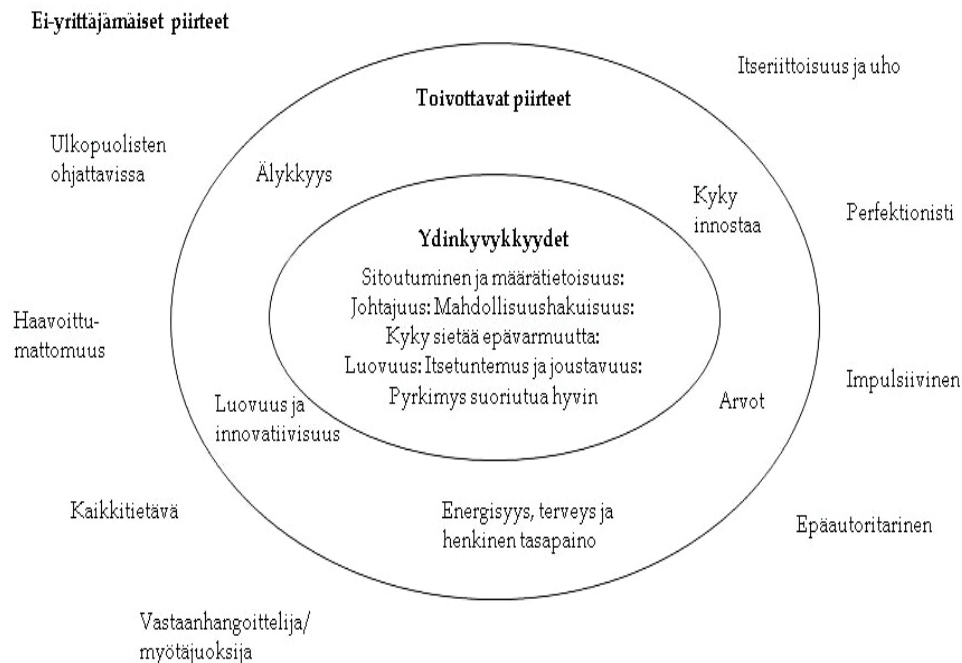 Ei-yrittäjämäiset piirteet
Itseriittoisuus ja uho
Toivottavat piirteet
Ulkopuolisten
ohjattavissa
Älykkyys
Kyky
innostaa
Perfektionisti
Ydinkyvykkyydet
Sitoutuminen ja määrätietoisuus:
Johtajuus: Mahdollisuushakuisuus:
Kyky sietää epävarmuutta:
Luovuus: Itsetuntemus ja joustavuus:
Pyrkimys suoriutua hyvin
Haavoittu-
mattomuus
Impulsiivinen
Arvot
Luovuus ja
innovatiivisuus
Kaikkitietävä
Energisyys, terveys ja
henkinen tasapaino
Epäautoritarinen
Vastaanhangoittelija/
myötäjuoksija